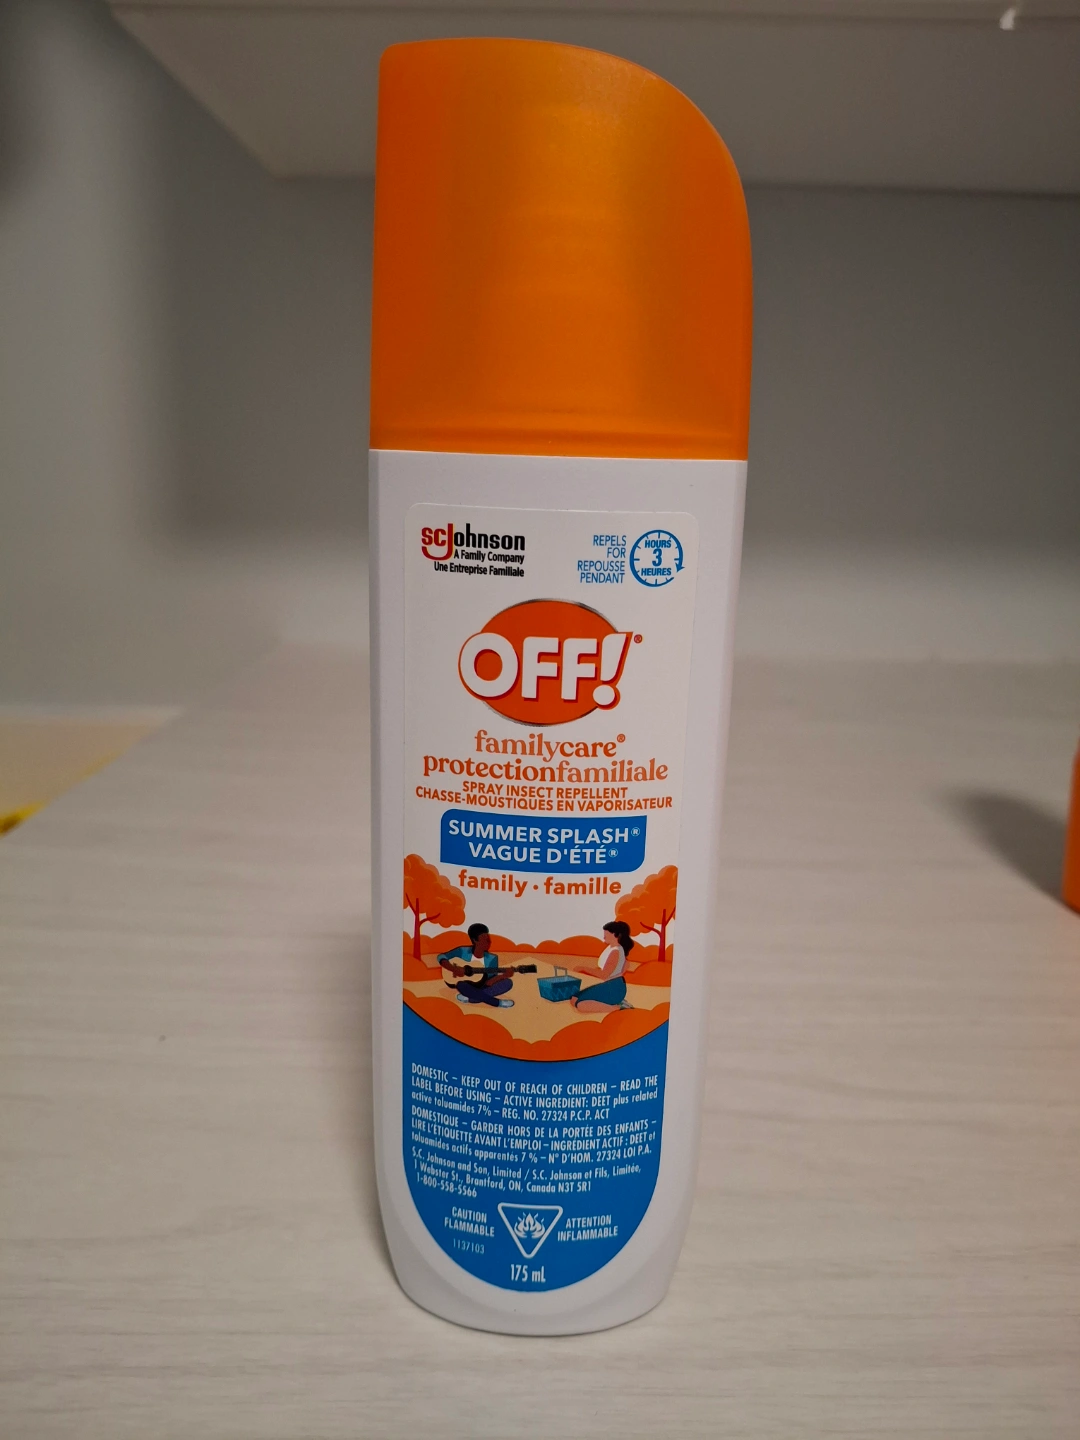 scJohnson
A Family Company
Une Entreprise Familiale
REPELS
FOR
REPOUSSE
PENDANT
HOURS
3
HEURES
OFF!®
familycare®
protectionfamiliale
SPRAY INSECT REPELLENT
CHASSE-MOUSTIQUES EN VAPORISATEUR
SUMMER SPLASH®
VAGUE D'ÉTÉ®
family · famille
DOMESTIC – KEEP OUT OF REACH OF CHILDREN – READ THE
LABEL BEFORE USING – ACTIVE INGREDIENT: DEET plus related
active toluamides 7% – REG. NO. 27324 P.C.P. ACT
DOMESTIQUE – GARDER HORS DE LA PORTÉE DES ENFANTS –
LIRE L'ÉTIQUETTE AVANT L'EMPLOI – INGRÉDIENT ACTIF : DEET et
toluamides actifs apparentés 7 % – N° D'HOM. 27324 LOI P.A.
S.C. Johnson and Son, Limited / S.C. Johnson et Fils, Limitée,
1 Webster St., Brantford, ON, Canada N3T 5R1
1-800-558-5566
CAUTION
FLAMMABLE
ATTENTION
INFLAMMABLE
1137103
175 mL